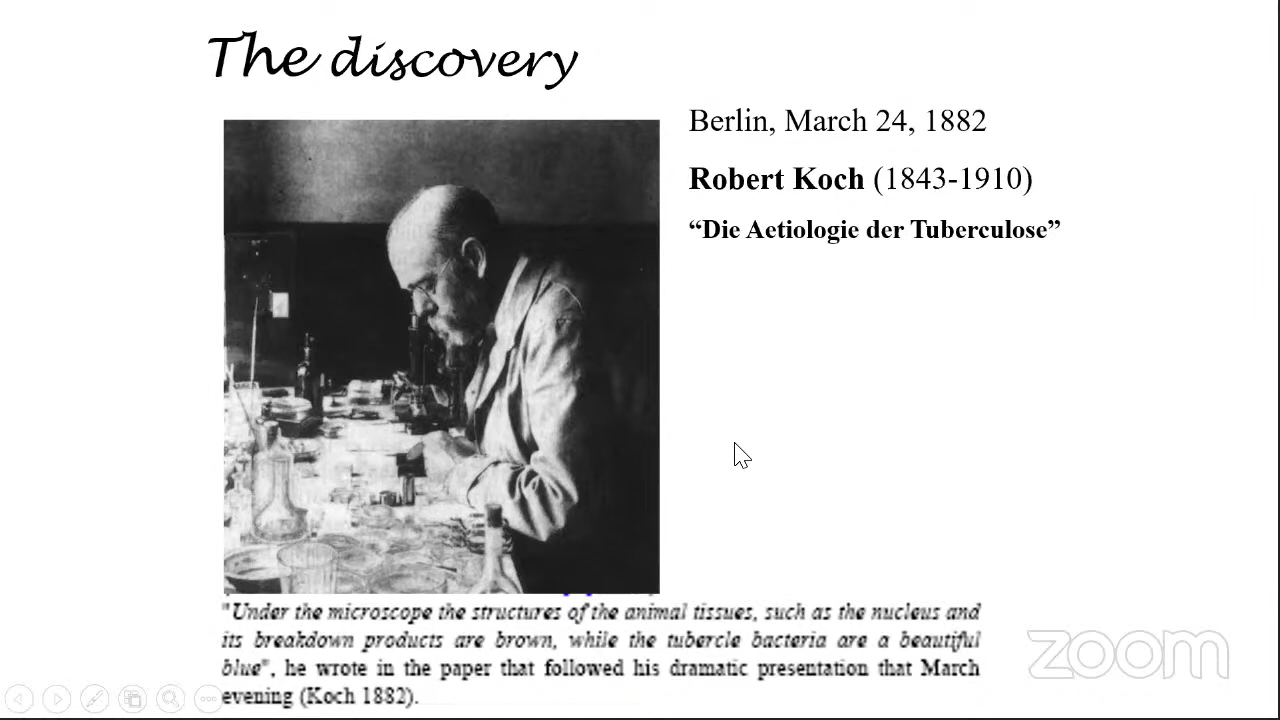 The discovery
Berlin, March 24, 1882
Robert Koch (1843-1910)
“Die Aetiologie der Tuberculose”
"Under the microscope the structures of the animal tissues, such as the nucleus and
its breakdown products are brown, while the tubercle bacteria are a beautiful
blue", he wrote in the paper that followed his dramatic presentation that March
evening (Koch 1882).
zoom